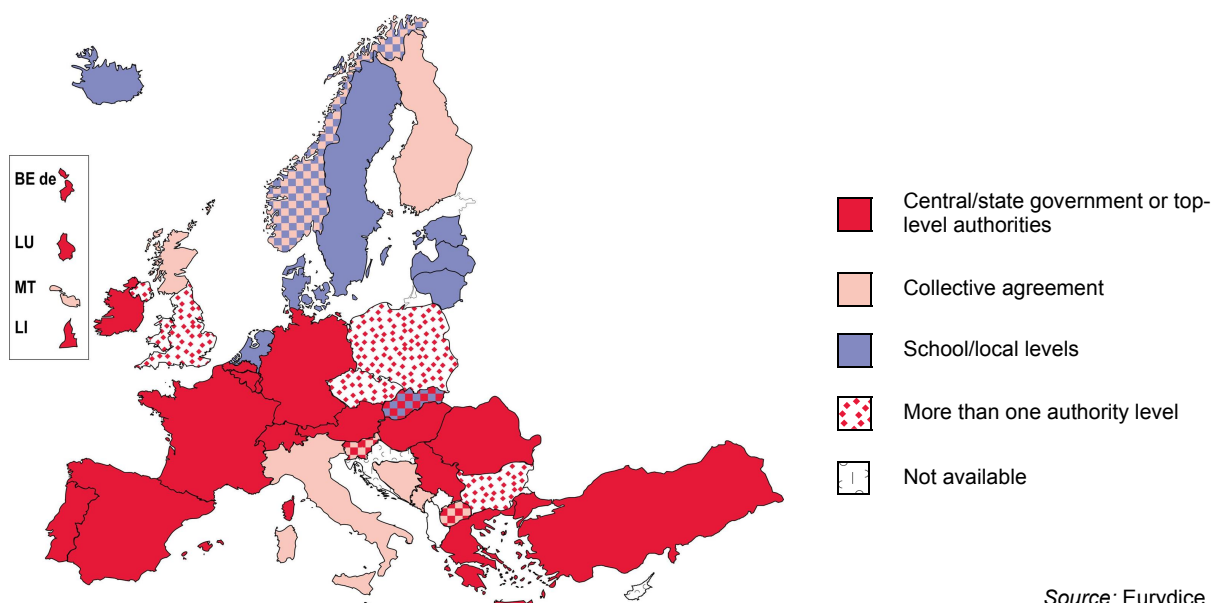 BE de
LU
MT
LI
Central/state government or top-
level authorities
Collective agreement
School/local levels
More than one authority level
Not available
Source: Eurydice